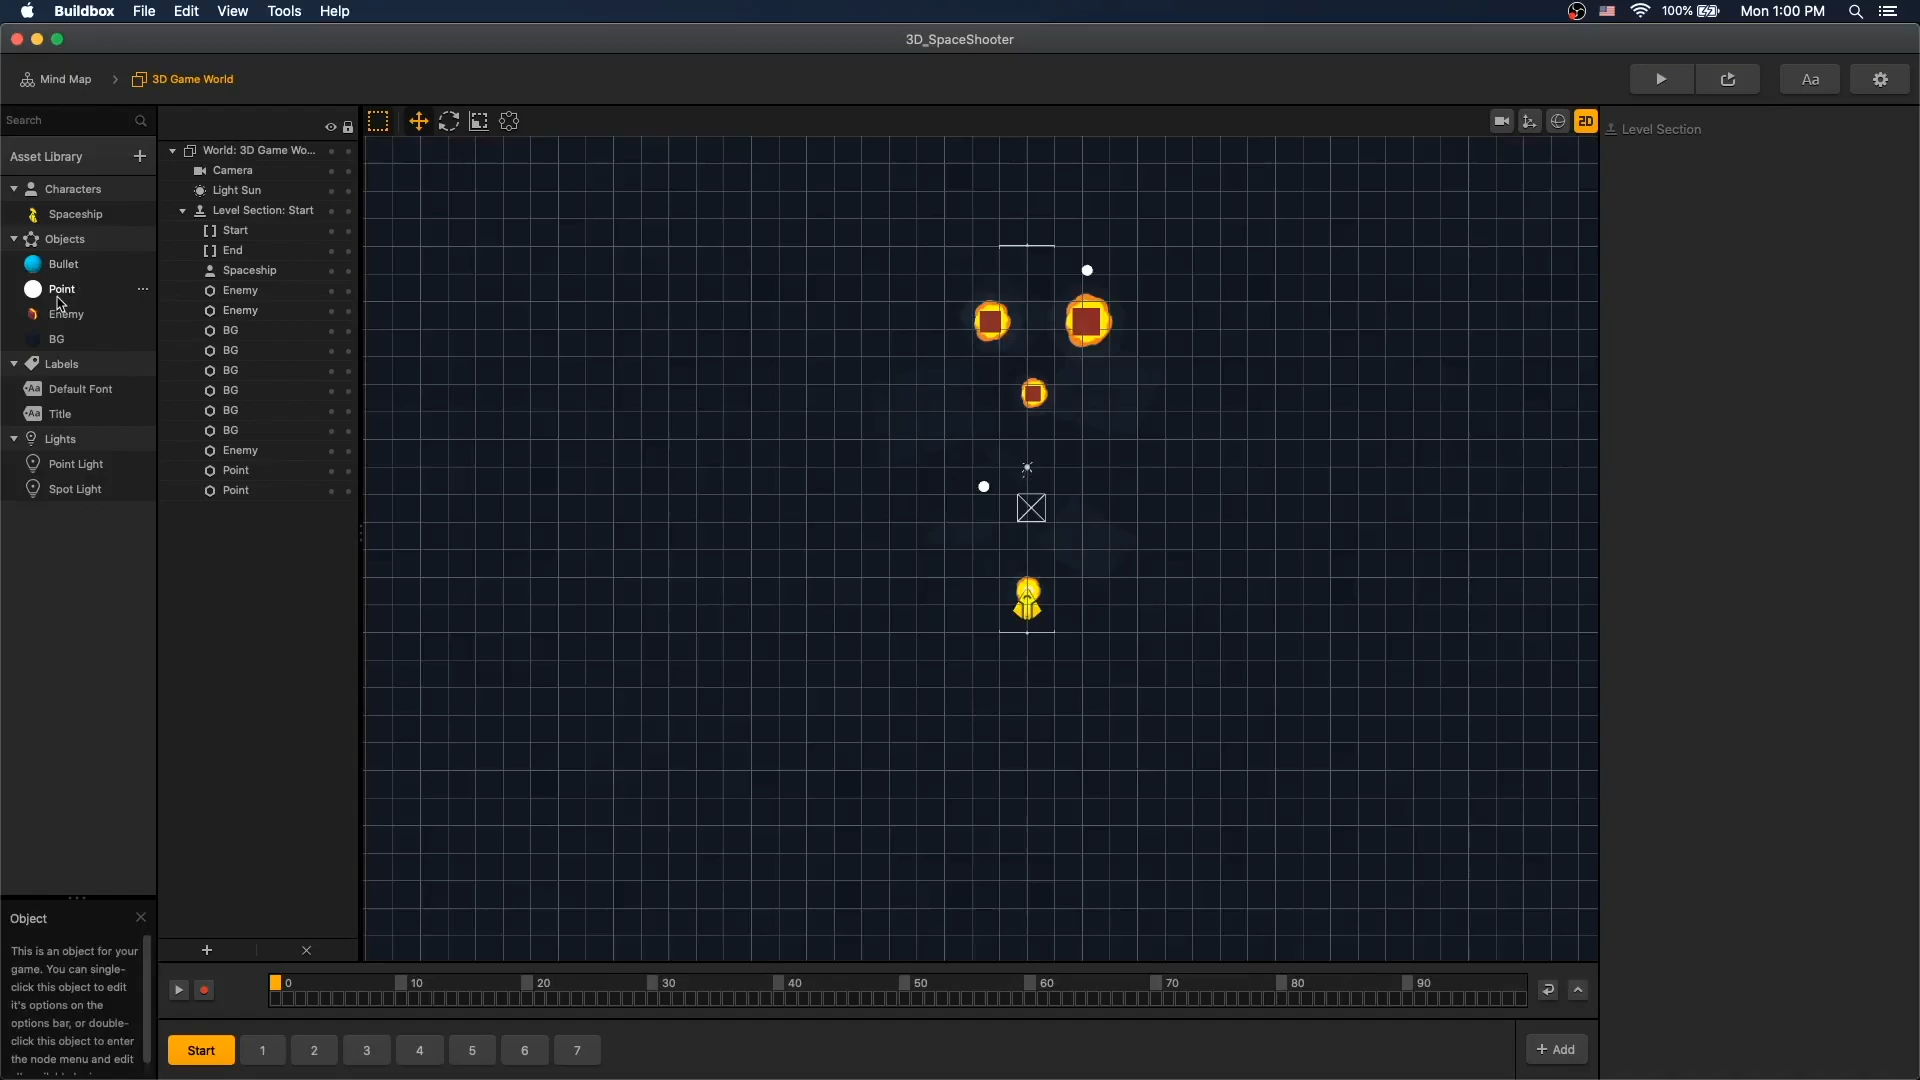 Buildbox File Edit View Tools Help
100% Mon 1:00 PM
3D_SpaceShooter
Mind Map 3D Game World
Aa
Search
2D
Level Section
Asset Library
Characters
Spaceship
Objects
Bullet
Point
Enemy
BG
Labels
Aa Default Font
Aa Title
Lights
Point Light
Spot Light
World: 3D Game Wo...
Camera
Light Sun
Level Section: Start
Start
End
Spaceship
Enemy
Enemy
BG
BG
BG
BG
BG
BG
Enemy
Point
Point
Object
This is an object for your
game. You can single-
click this object to edit
it's options on the
options bar, or double-
click this object to enter
the node menu and edit
0 10 20 30 40 50 60 70 80 90
Start 1 2 3 4 5 6 7
+ Add